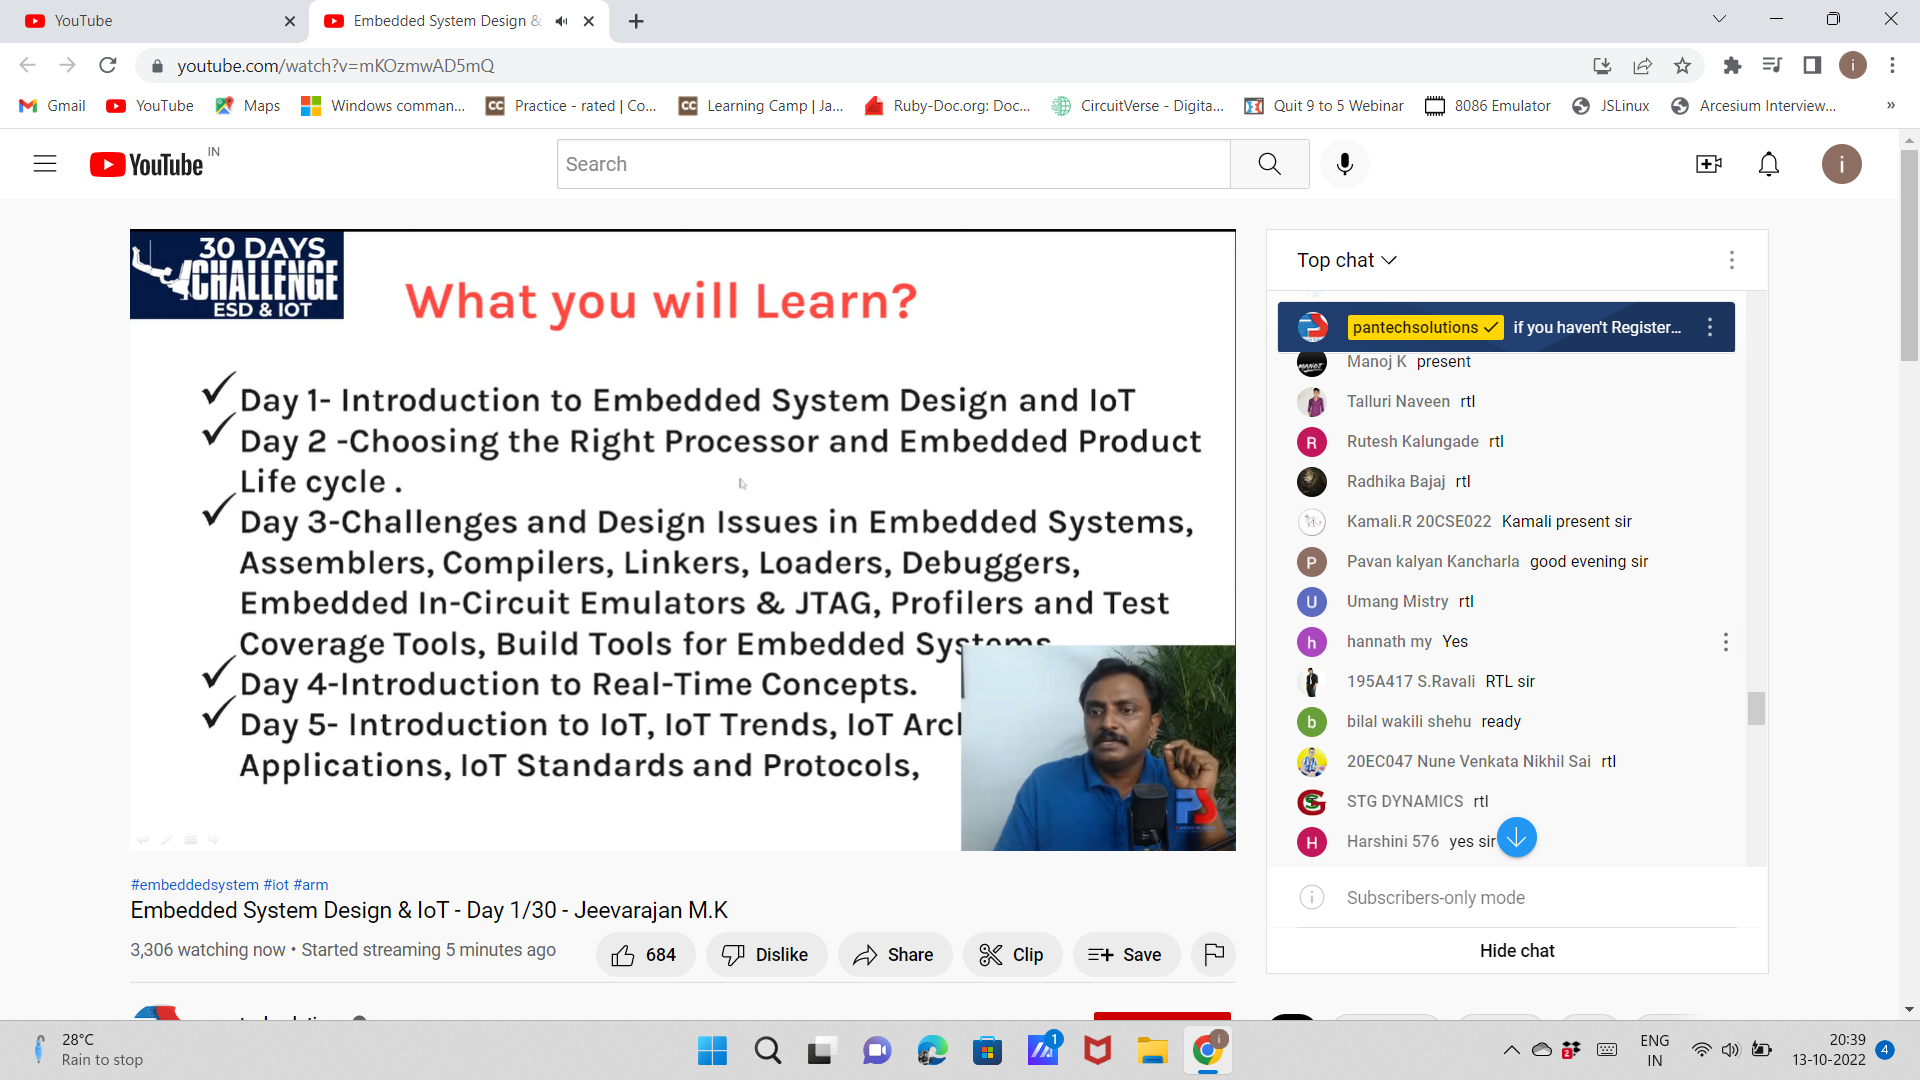 YouTube
Embedded System Design &
youtube.com/watch?v=mKOzmwAD5mQ
Gmail
YouTube
Maps
Windows comman...
Practice - rated | Co...
Learning Camp | Ja...
Ruby-Doc.org: Doc...
CircuitVerse - Digita...
Quit 9 to 5 Webinar
8086 Emulator
JSLinux
Arcesium Interview...
»
YouTube IN
Search
i
30 DAYS
CHALLENGE
ESD & IOT
What you will Learn?
Day 1- Introduction to Embedded System Design and IoT
Day 2 -Choosing the Right Processor and Embedded Product
Life cycle .
Day 3-Challenges and Design Issues in Embedded Systems,
Assemblers, Compilers, Linkers, Loaders, Debuggers,
Embedded In-Circuit Emulators & JTAG, Profilers and Test
Coverage Tools, Build Tools for Embedded Systems
Day 4-Introduction to Real-Time Concepts.
Day 5- Introduction to IoT, IoT Trends, IoT Arc
Applications, IoT Standards and Protocols,
#embeddedsystem #iot #arm
Embedded System Design & IoT - Day 1/30 - Jeevarajan M.K
3,306 watching now • Started streaming 5 minutes ago
684
Dislike
Share
Clip
Save
Top chat
pantechsolutions if you haven't Register...
Manoj K present
Talluri Naveen rtl
R Rutesh Kalungade rtl
Radhika Bajaj rtl
Kamali.R 20CSE022 Kamali present sir
P Pavan kalyan Kancharla good evening sir
U Umang Mistry rtl
h hannath my Yes
195A417 S.Ravali RTL sir
b bilal wakili shehu ready
20EC047 Nune Venkata Nikhil Sai rtl
STG DYNAMICS rtl
H Harshini 576 yes sir
Subscribers-only mode
Hide chat
28°C
Rain to stop
1
2
ENG
IN
20:39
13-10-2022
4